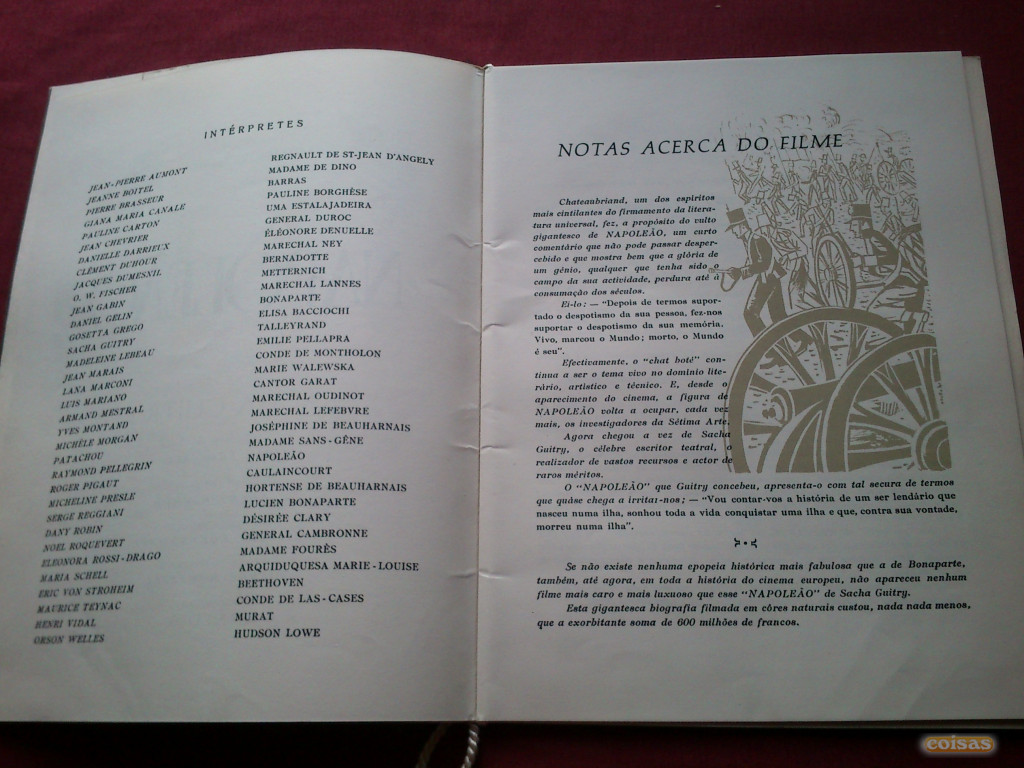 INTÉRPRETES
JEAN-PIERRE AUMONT REGNAULT DE ST-JEAN D'ANGELY
JEANNE BOITEL MADAME DE DINO
PIERRE BRASSEUR BARRAS
GIANA MARIA CANALE PAULINE BORGHÈSE
PAULINE CARTON UMA ESTALAJADEIRA
JEAN CHEVRIER GENERAL DUROC
DANIELLE DARRIEUX ÉLÉONORE DENUELLE
CLÉMENT DUHOUR MARECHAL NEY
JACQUES DUMESNIL BERNADOTTE
O. W. FISCHER METTERNICH
JEAN GABIN MARECHAL LANNES
DANIEL GELIN BONAPARTE
GOSETTA GREGO ELISA BACCIOCHI
SACHA GUITRY TALLEYRAND
MADELEINE LEBEAU EMILIE PELLAPRA
JEAN MARAIS CONDE DE MONTHOLON
LANA MARCONI MARIE WALEWSKA
LUIS MARIANO CANTOR GARAT
ARMAND MESTRAL MARECHAL OUDINOT
YVES MONTAND MARECHAL LEFEBVRE
MICHÈLE MORGAN JOSÉPHINE DE BEAUHARNAIS
PATACHOU MADAME SANS-GÊNE
RAYMOND PELLEGRIN NAPOLEÃO
ROGER PIGAUT CAULAINCOURT
MICHELINE PRESLE HORTENSE DE BEAUHARNAIS
SERGE REGGIANI LUCIEN BONAPARTE
DANY ROBIN DÉSIRÉE CLARY
NOEL ROQUEVERT GENERAL CAMBRONNE
ELEONORA ROSSI-DRAGO MADAME FOURÈS
MARIA SCHELL ARQUIDUQUESA MARIE-LOUISE
ERIC VON STROHEIM BEETHOVEN
MAURICE TEYNAC CONDE DE LAS-CASES
HENRI VIDAL MURAT
ORSON WELLES HUDSON LOWE
NOTAS ACERCA DO FILME
Chateaubriand, um dos espíritos
mais cintilantes do firmamento da litera-
tura universal, fez, a propósito do vulto
gigantesco de NAPOLEÃO, um curto
comentário que não pode passar desper-
cebido e que mostra bem que a glória de
um génio, qualquer que tenha sido o
campo da sua actividade, perdura até à
consumação dos séculos.
Ei-lo: — "Depois de termos supor-
tado o despotismo da sua pessoa, fez-nos
suportar o despotismo da sua memória.
Vivo, marcou o Mundo; morto, o Mundo
é seu".
Efectivamente, o "chat boté" con-
tinua a ser o tema vivo no domínio lite-
rário, artístico e técnico. E, desde o
aparecimento do cinema, a figura de
NAPOLEÃO volta a ocupar, cada vez
mais, os investigadores da Sétima Arte.
Agora chegou a vez de Sacha
Guitry, o célebre escritor teatral, o
realizador de vastos recursos e actor de
raros méritos.
O "NAPOLEÃO" que Guitry concebeu, apresenta-o com tal secura de termos
que quàse chega a irritar-nos; — "Vou contar-vos a história de um ser lendário que
nasceu numa ilha, sonhou toda a vida conquistar uma ilha e que, contra sua vontade,
morreu numa ilha".
Se não existe nenhuma epopeia histórica mais fabulosa que a de Bonaparte,
também, até agora, em toda a história do cinema europeu, não apareceu nenhum
filme mais caro e mais luxuoso que esse "NAPOLEÃO" de Sacha Guitry.
Esta gigantesca biografia filmada em côres naturais custou, nada nada menos,
que a exorbitante soma de 600 milhões de francos.
coisas